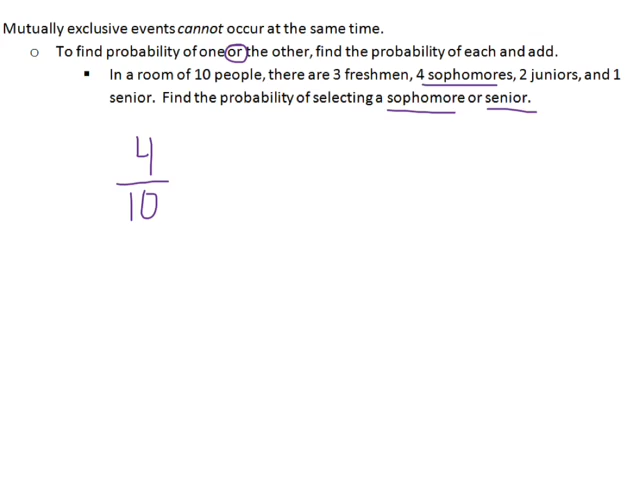 Mutually exclusive events cannot occur at the same time.
o To find probability of one or the other, find the probability of each and add.
▪ In a room of 10 people, there are 3 freshmen, 4 sophomores, 2 juniors, and 1
senior. Find the probability of selecting a sophomore or senior.
4
10